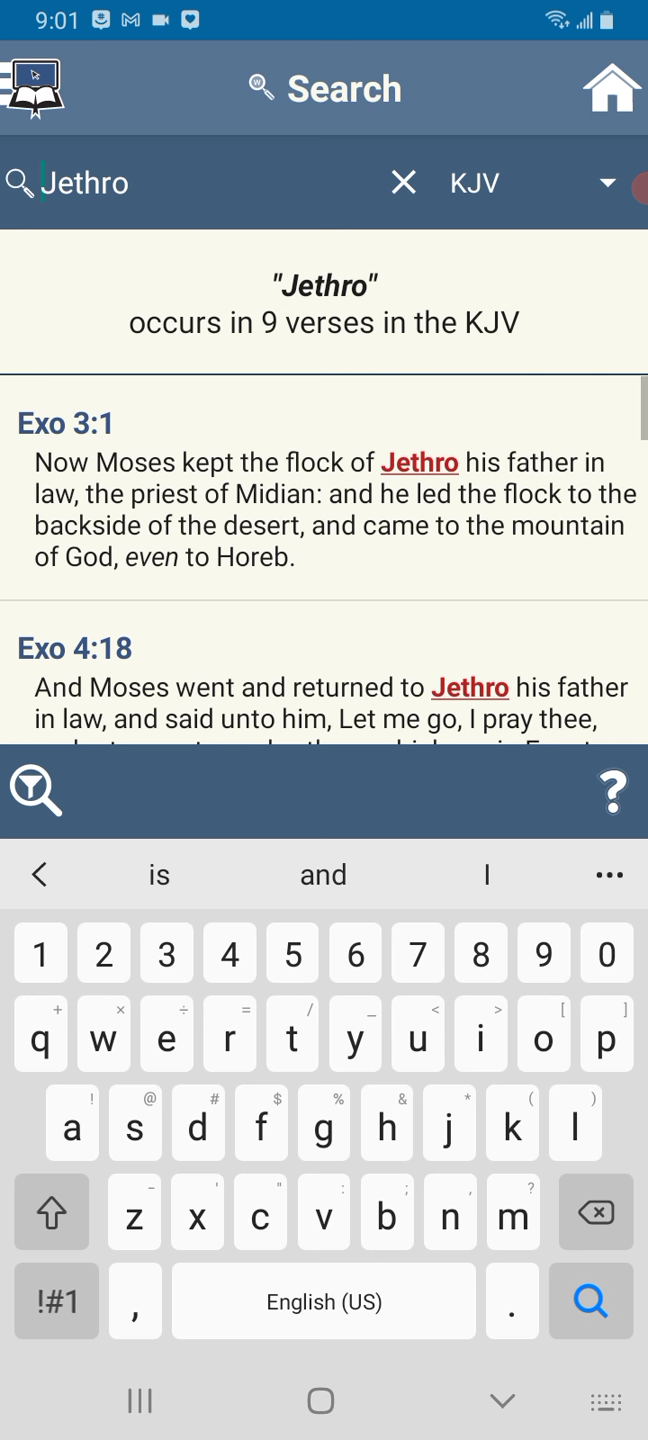 9:01
Search
Jethro
KJV
"Jethro"
occurs in 9 verses in the KJV
Exo 3:1
Now Moses kept the flock of Jethro his father in
law, the priest of Midian: and he led the flock to the
backside of the desert, and came to the mountain
of God, even to Horeb.
Exo 4:18
And Moses went and returned to Jethro his father
in law, and said unto him, Let me go, I pray thee,
?
is and I
1 2 3 4 5 6 7 8 9 0
+ × ÷ = / _ < > [ ]
q w e r t y u i o p
! @ # $ % & * ( )
a s d f g h j k l
- ' " : ; , ?
z x c v b n m
!#1 , English (US) .